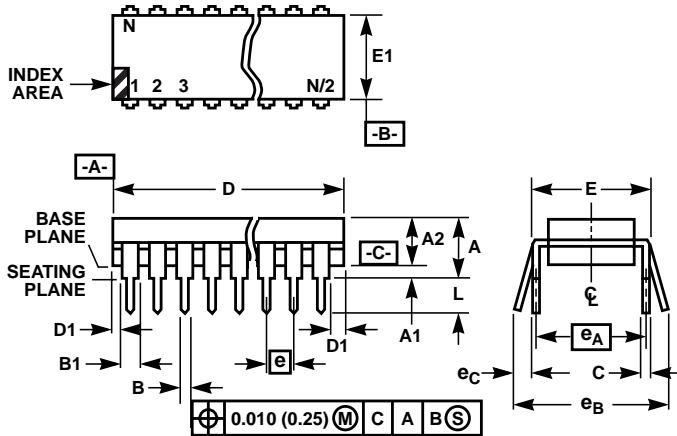 N
E1
INDEX
AREA
1 2 3 N/2
-B-
-A-
D
E
BASE
PLANE
A2
A
-C-
SEATING
PLANE
L
℄
D1
D1
A1
eA
B1
e
eC
C
B
eB
⌖ 0.010 (0.25) Ⓜ C A B Ⓢ